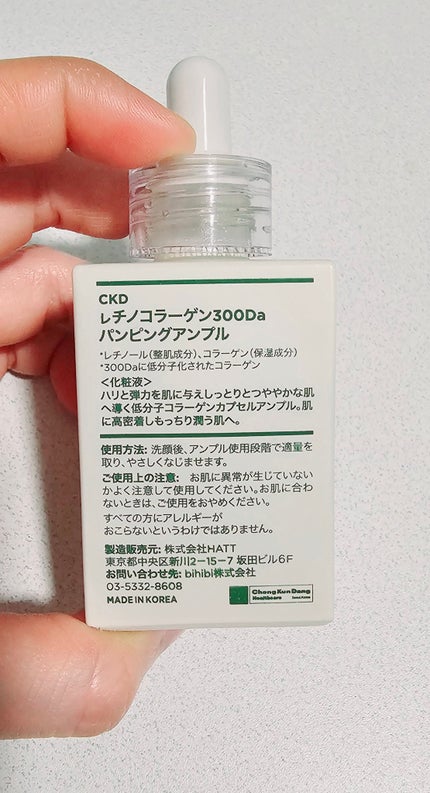 CKD
レチノコラーゲン300Da
パンピングアンプル
*レチノール(整肌成分)、コラーゲン(保湿成分)
*300Daに低分子化されたコラーゲン
<化粧液>
ハリと弾力を肌に与えしっとりとつややかな肌
へ導く低分子コラーゲンカプセルアンプル。肌
に高密着しもっちり潤う肌へ。
使用方法: 洗顔後、アンプル使用段階で適量を
取り、やさしくなじませます。
ご使用上の注意: お肌に異常が生じていない
かよく注意して使用してください。お肌に合わ
ないときは、ご使用をおやめください。
すべての方にアレルギーが
おこらないというわけではありません。
製造販売元: 株式会社HATT
東京都中央区新川2-15-7 坂田ビル6F
お問い合わせ先: bihibi株式会社
03-5332-8608
MADE IN KOREA
ChongKunDang
Healthcare